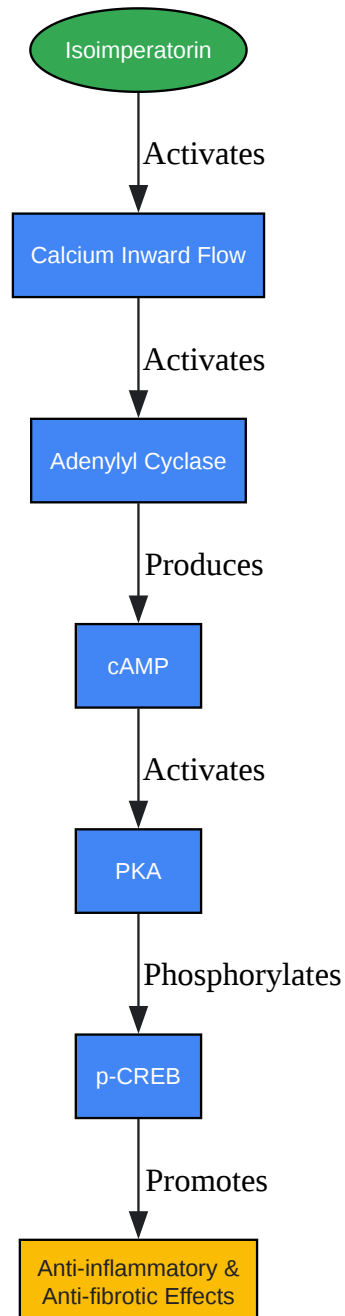 Isoimperatorin
Activates
Calcium Inward Flow
Activates
Adenylyl Cyclase
Produces
cAMP
Activates
PKA
Phosphorylates
p-CREB
Promotes
Anti-inflammatory &
Anti-fibrotic Effects